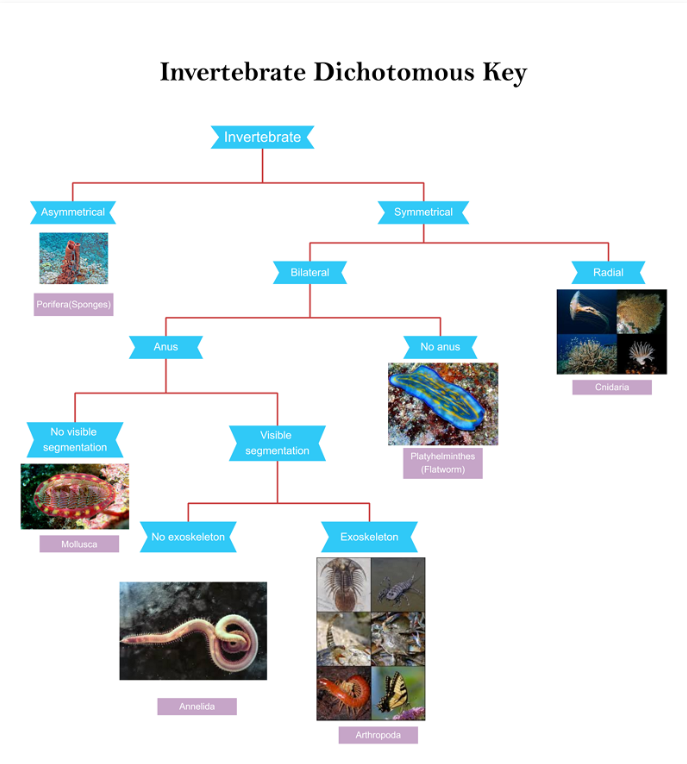 Invertebrate Dichotomous Key
Invertebrate
Asymmetrical
Symmetrical
Porifera(Sponges)
Bilateral
Radial
Cnidaria
Anus
No anus
Platyhelminthes
(Flatworm)
No visible
segmentation
Visible
segmentation
Mollusca
No exoskeleton
Exoskeleton
Annelida
Arthropoda